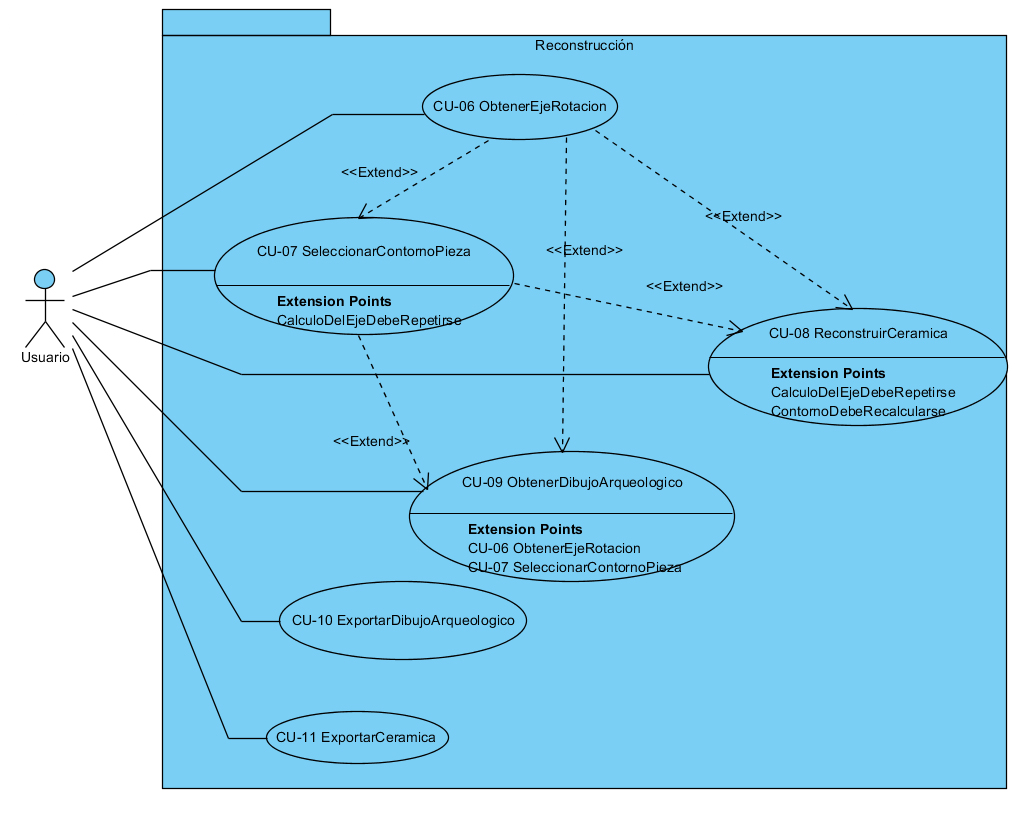 Reconstrucción
CU-06 ObtenerEjeRotacion
<<Extend>>
<<Extend>>
<<Extend>>
CU-07 SeleccionarContornoPieza
Extension Points
CalculoDelEjeDebeRepetirse
<<Extend>>
Usuario
CU-08 ReconstruirCeramica
Extension Points
CalculoDelEjeDebeRepetirse
ContornoDebeRecalcularse
<<Extend>>
CU-09 ObtenerDibujoArqueologico
Extension Points
CU-06 ObtenerEjeRotacion
CU-07 SeleccionarContornoPieza
CU-10 ExportarDibujoArqueologico
CU-11 ExportarCeramica